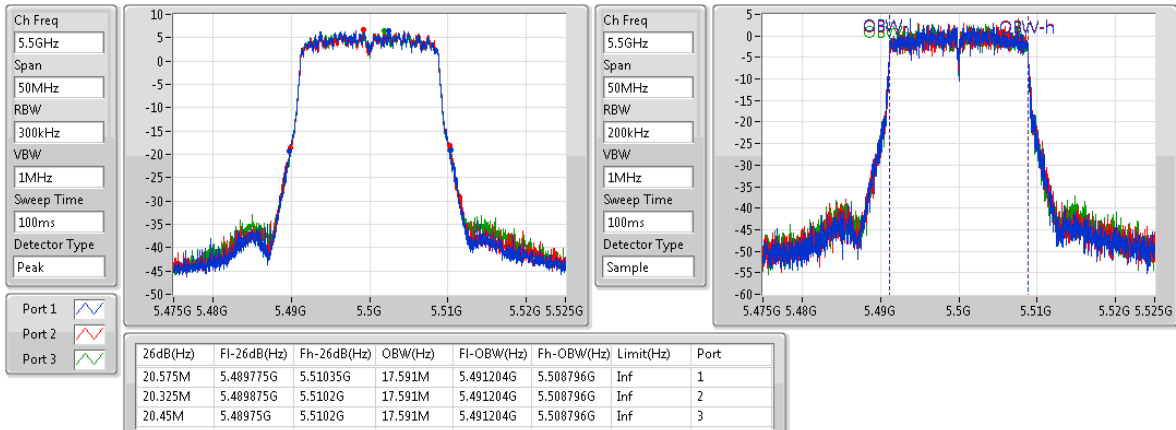 Ch Freq
5.5GHz
Span
50MHz
RBW
300kHz
VBW
1MHz
Sweep Time
100ms
Detector Type
Peak
Port 1
Port 2
Port 3
10
5
0
-5
-10
-15
-20
-25
-30
-35
-40
-45
-50
5.475G 5.48G 5.49G 5.5G 5.51G 5.52G 5.525G
Ch Freq
5.5GHz
Span
50MHz
RBW
200kHz
VBW
1MHz
Sweep Time
100ms
Detector Type
Sample
OBW-h
5
0
-5
-10
-15
-20
-25
-30
-35
-40
-45
-50
-55
-60
5.475G 5.48G 5.49G 5.5G 5.51G 5.52G 5.525G
26dB(Hz) Fl-26dB(Hz) Fh-26dB(Hz) OBW(Hz) Fl-OBW(Hz) Fh-OBW(Hz) Limit(Hz) Port
20.575M 5.489775G 5.51035G 17.591M 5.491204G 5.508796G Inf 1
20.325M 5.489875G 5.5102G 17.591M 5.491204G 5.508796G Inf 2
20.45M 5.48975G 5.5102G 17.591M 5.491204G 5.508796G Inf 3